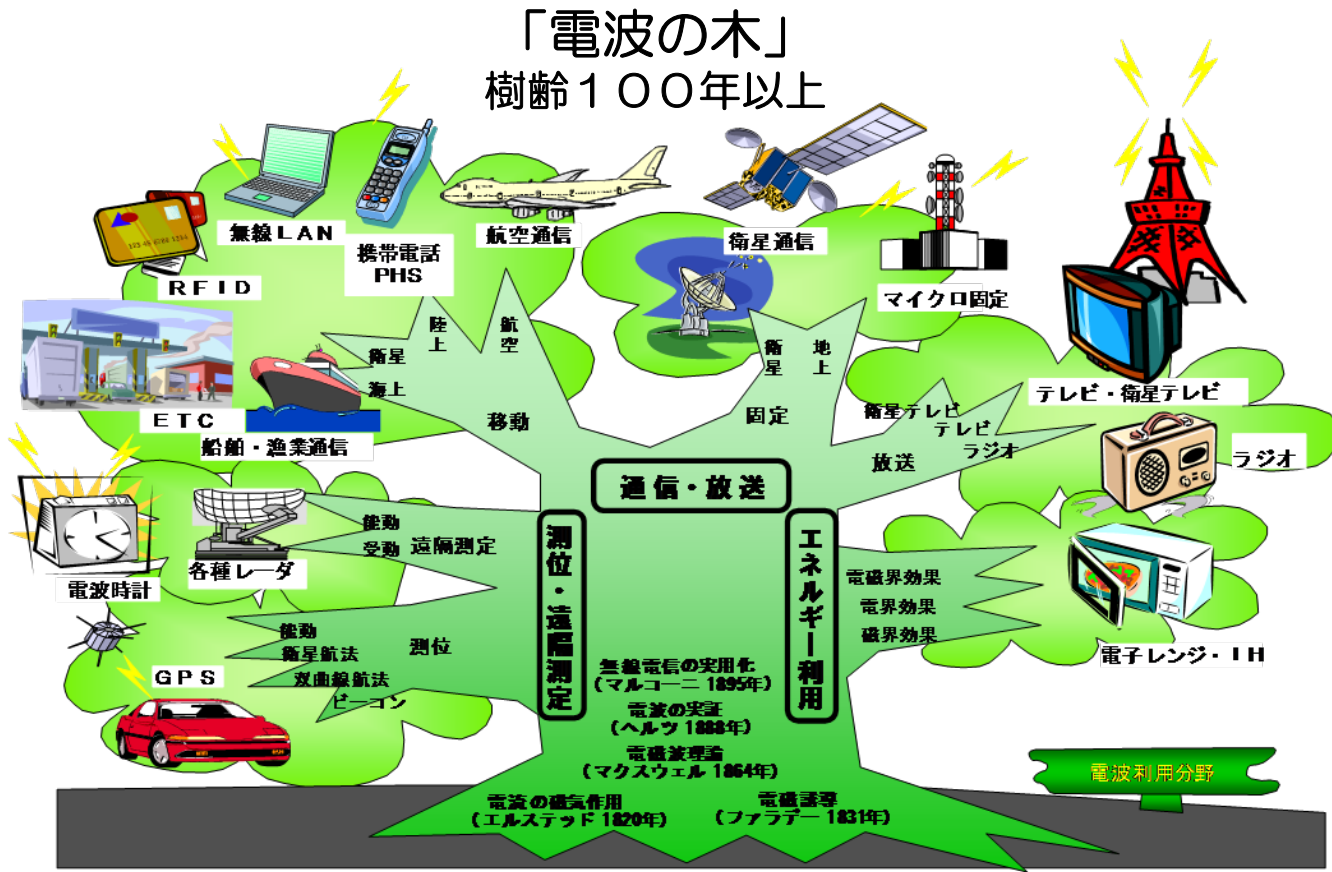 「電波の木」
樹齢１００年以上
無線LAN
携帯電話
PHS
航空通信
衛星通信
マイクロ固定
RFID
ETC
船舶・漁業通信
テレビ・衛星テレビ
ラジオ
電波時計
各種レーダ
GPS
電子レンジ・IH
陸上
航空
衛星
海上
移動
衛星
地上
固定
衛星テレビ
テレビ
ラジオ
放送
通信・放送
測位・遠隔測定
エネルギー利用
能動
受動
遠隔測定
能動
衛星航法
双曲線航法
ビーコン
測位
電磁界効果
電界効果
磁界効果
無線電信の実用化
（マルコーニ 1895年）
電波の実証
（ヘルツ 1888年）
電磁波理論
（マクスウェル 1864年）
電流の磁気作用
（エルステッド 1820年）
電磁誘導
（ファラデー 1831年）
電波利用分野